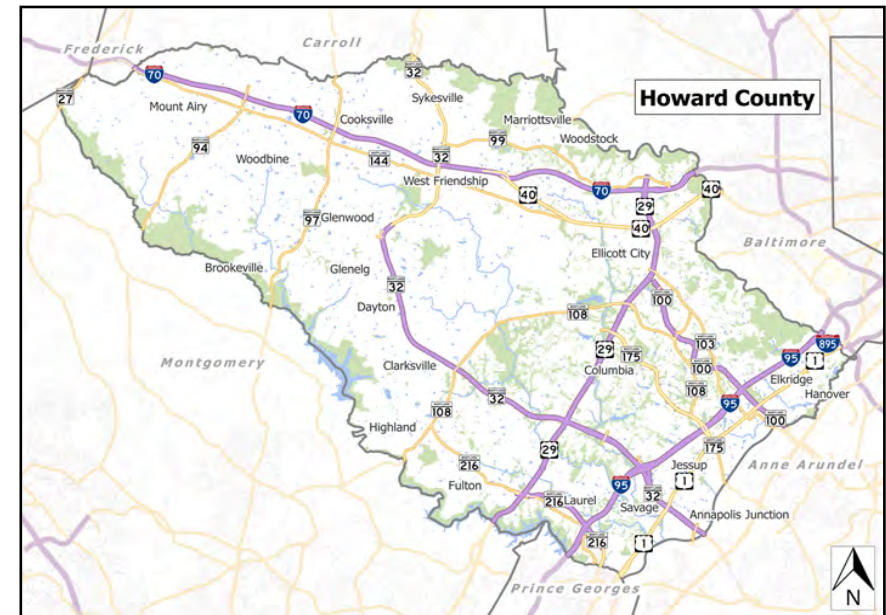 Carroll
Frederick
70
MARYLAND
32
27
Sykesville
Howard County
Mount Airy
70
Cooksville
Marriottsville
94
99
Woodstock
Woodbine
144
32
West Friendship
40
70
40
29
97
Glenwood
40
Baltimore
Ellicott City
Brookeville
Glenelg
32
100
Dayton
108
103
895
Montgomery
29
175
95
1
Clarksville
Columbia
100
Elkridge
32
108
Hanover
95
108
100
Highland
29
175
216
Jessup
Anne Arundel
Fulton
95
1
32
216
Laurel
Savage
Annapolis Junction
216
1
Prince Georges
N